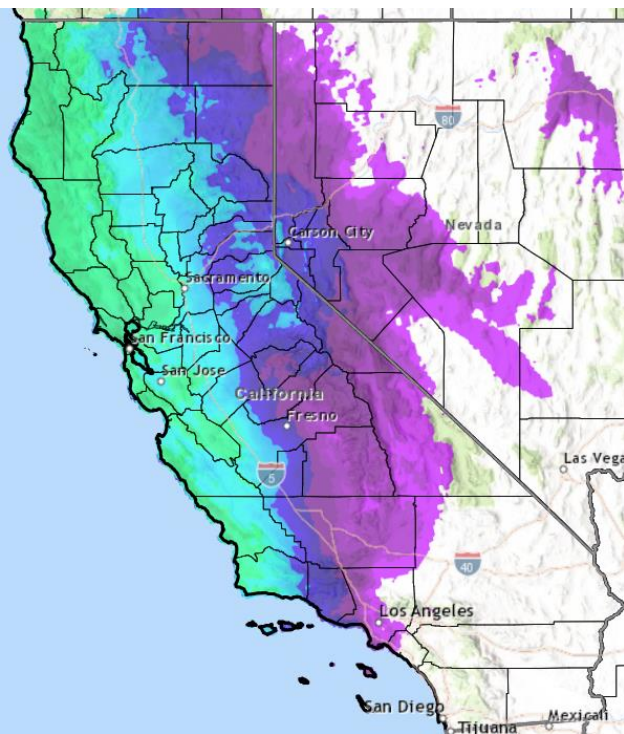 80
Nevada
Carson City
Sacramento
San Francisco
San Jose
California
Fresno
5
Las Vega
40
Los Angeles
San Diego
Tijuana
Mexicali